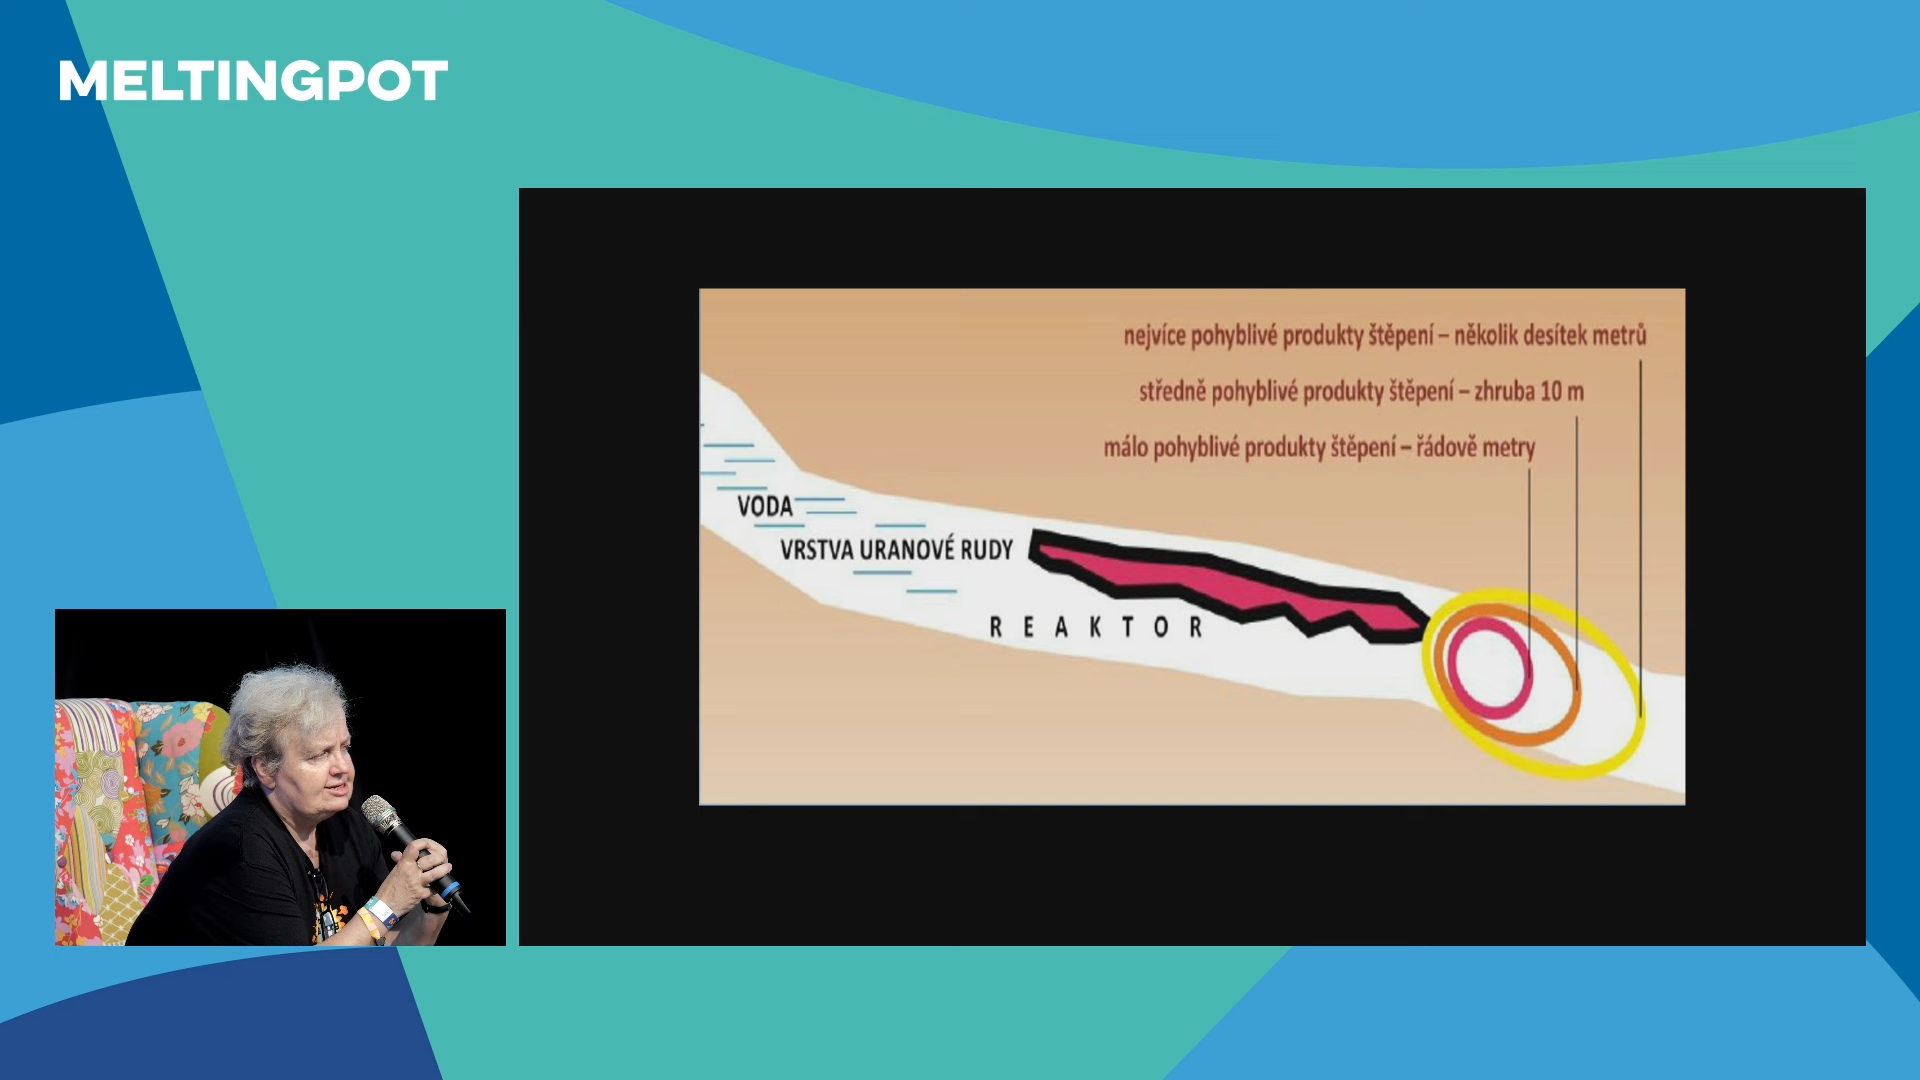 MELTINGPOT
nejvíce pohyblivé produkty štěpení – několik desítek metrů
středně pohyblivé produkty štěpení – zhruba 10 m
málo pohyblivé produkty štěpení – řádově metry
VODA
VRSTVA URANOVÉ RUDY
REAKTOR